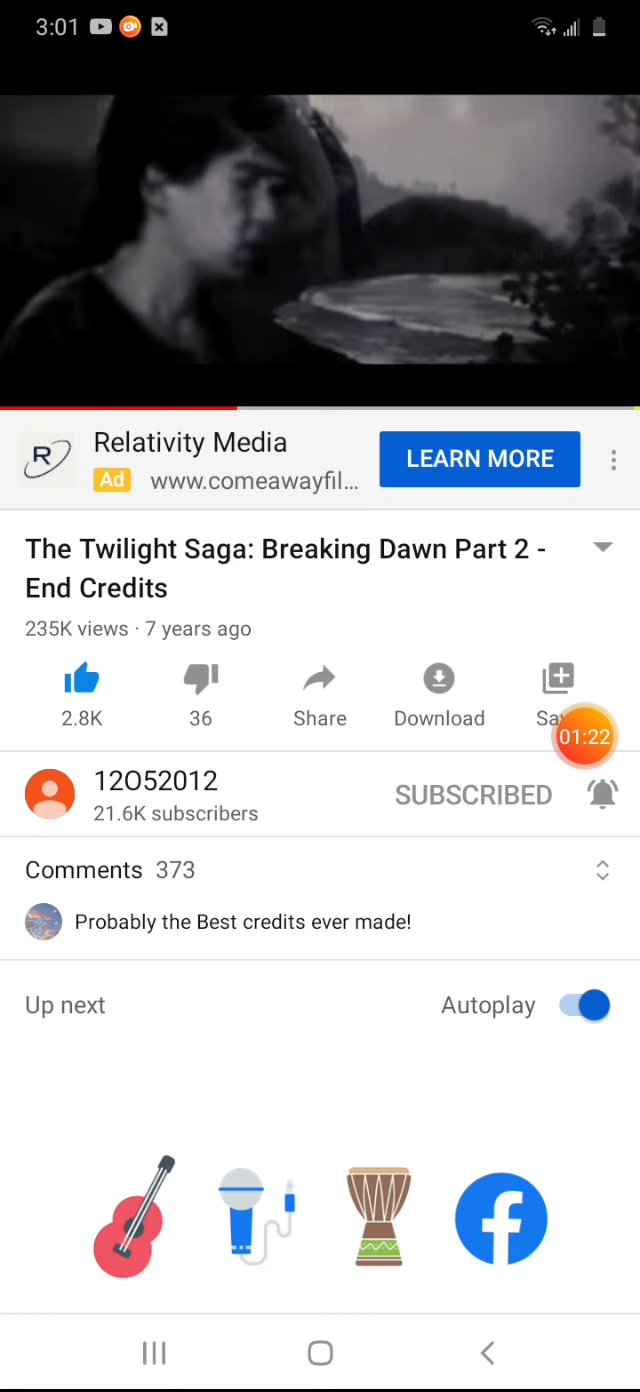 3:01
Relativity Media
LEARN MORE
Ad www.comeawayfil...
The Twilight Saga: Breaking Dawn Part 2 -
End Credits
235K views · 7 years ago
2.8K 36 Share Download Sa
01:22
12O52012
21.6K subscribers
SUBSCRIBED
Comments 373
Probably the Best credits ever made!
Up next Autoplay